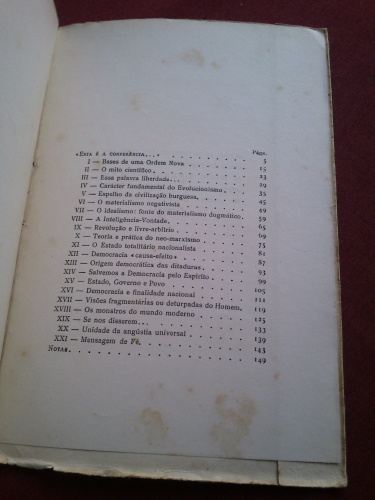 Págs.
«ESTA É A CONFERÊNCIA...»
I — Bases de uma Ordem Nova . . . 5
II — O mito científico . . . 15
III — Essa palavra liberdade... . . . 23
IV — Carácter fundamental do Evolucionismo . . . 29
V — Espelho da civilização burguesa, . . . 35
VI — O materialismo negativista . . . 45
VII — O idealismo: fonte do materialismo dogmático . . . 49
VIII — A Inteligência-Vontade. . . . 59
IX — Revolução e livre-arbítrio . . . 65
X — Teoria e prática do neo-marxismo . . . 69
XI — O Estado totalitário nacionalista . . . 75
XII — Democracia «causa-efeito» . . . 81
XIII — Origem democrática das ditaduras . . . 87
XIV — Salvemos a Democracia pelo Espírito . . . 93
XV — Estado, Governo e Povo . . . 99
XVI — Democracia e finalidade nacional . . . 105
XVII — Visões fragmentárias ou deturpadas do Homem. . . . 111
XVIII — Os monstros do mundo moderno . . . 119
XIX — Se nos disserem... . . . 125
XX — Unidade da angústia universal . . . 133
XXI — Mensagem de Fé. . . . 139
NOTAS. . . . 143
149